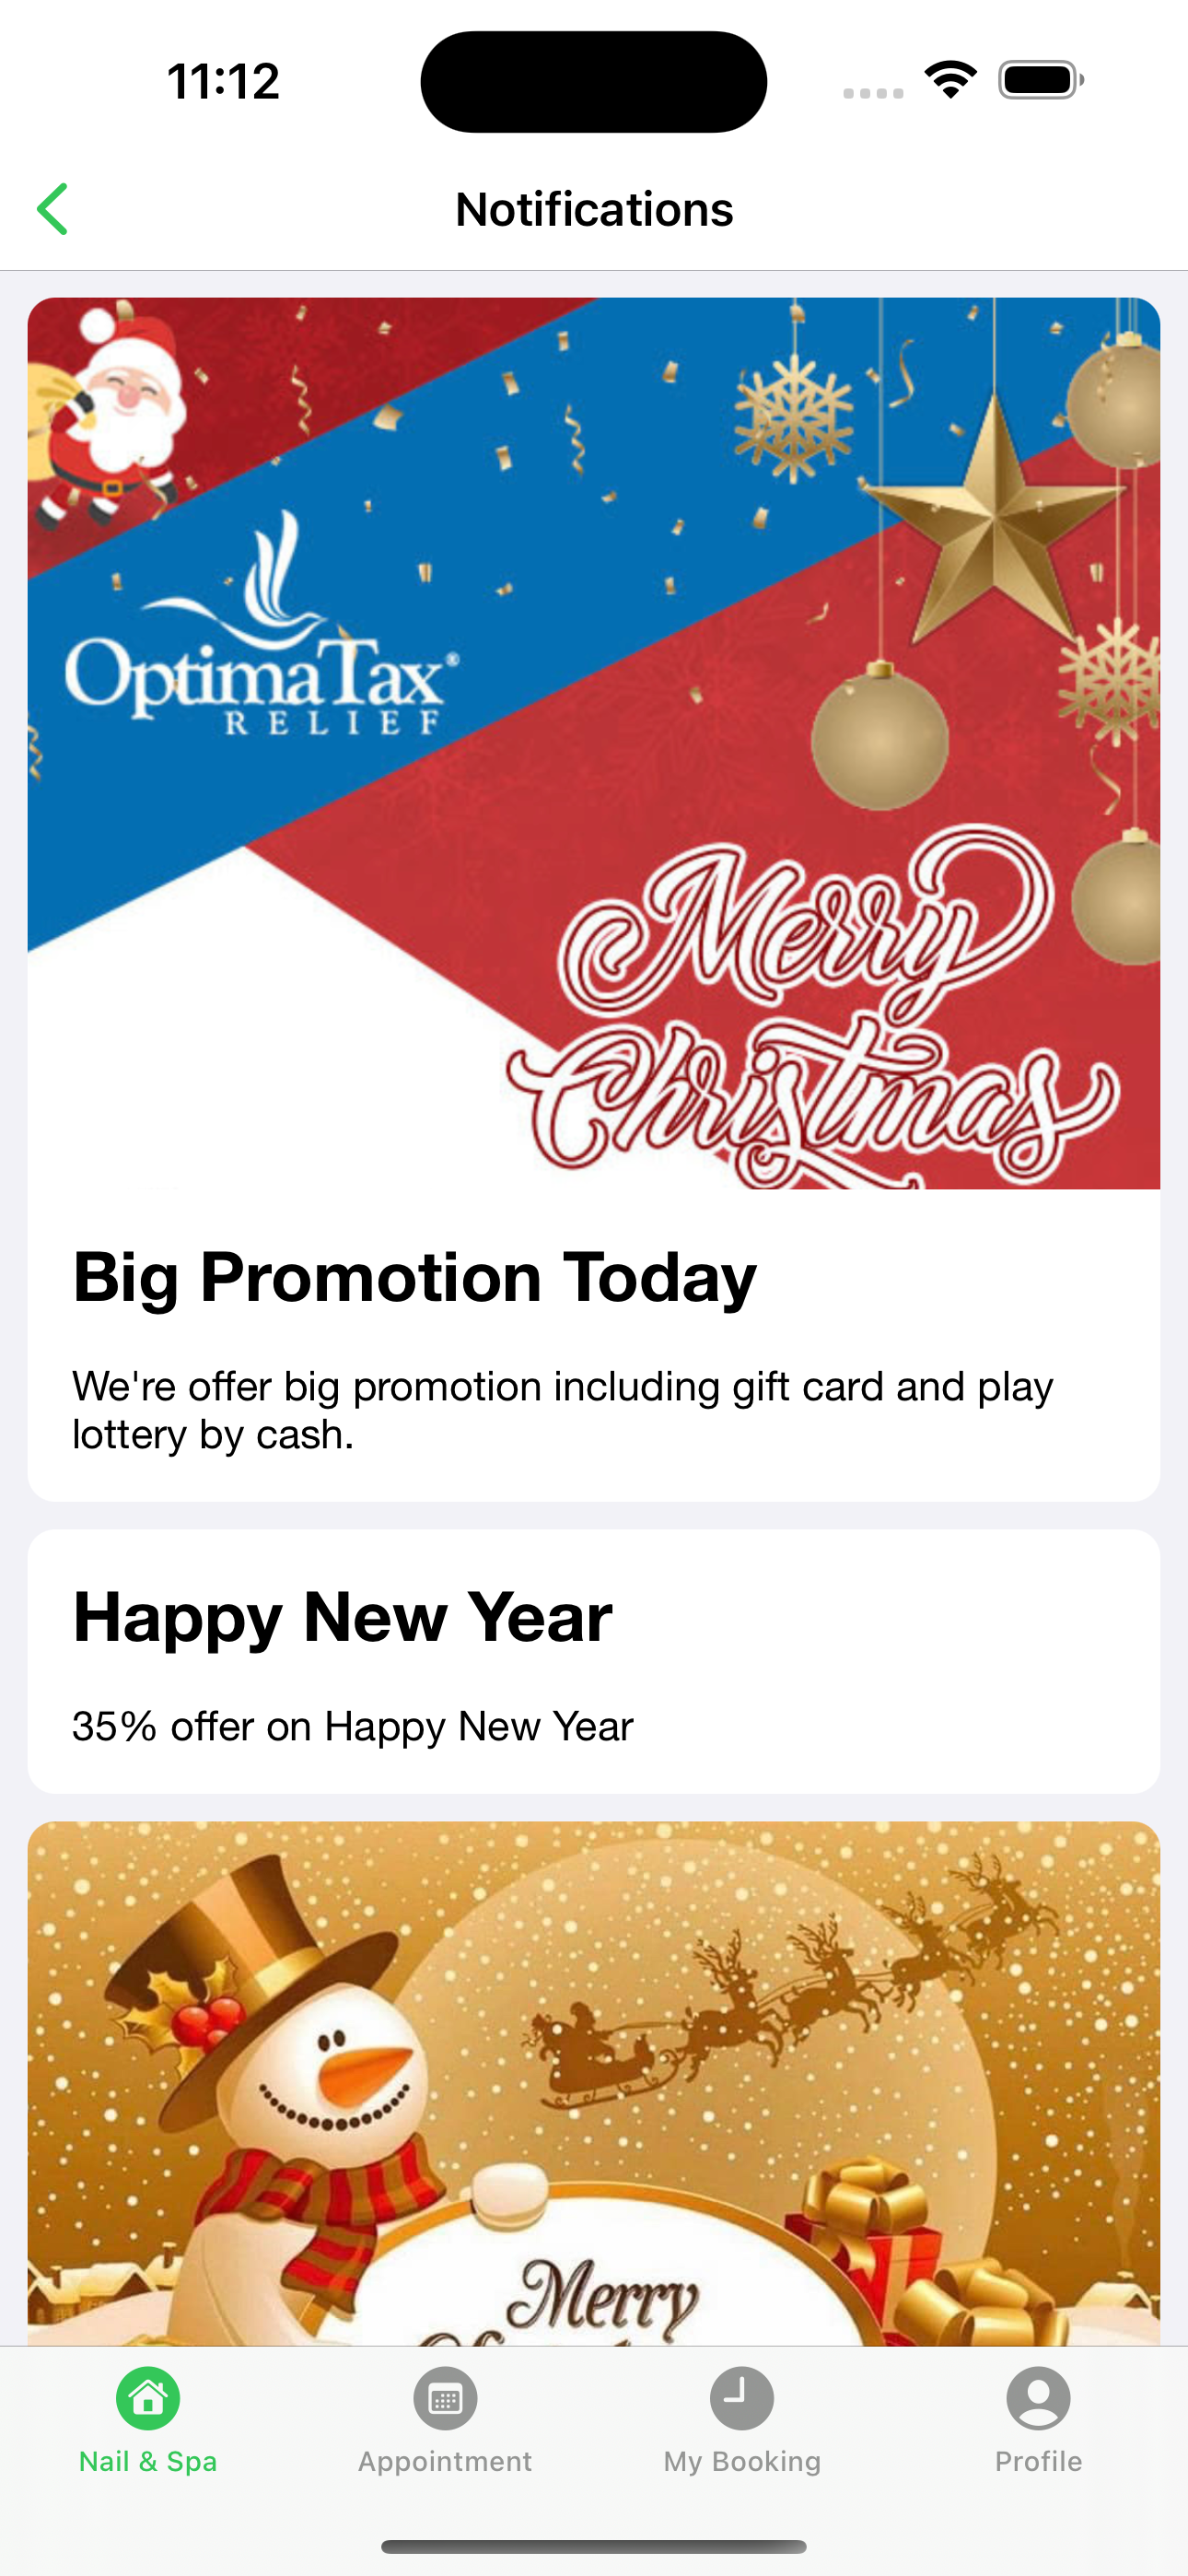 11:12
Notifications
OptimaTax®
RELIEF
Merry
Christmas
Big Promotion Today
We're offer big promotion including gift card and play
lottery by cash.
Happy New Year
35% offer on Happy New Year
Merry
Nail & Spa
Appointment
My Booking
Profile